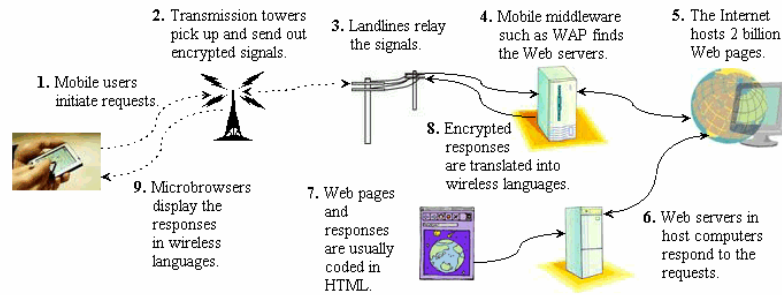 1. Mobile users
initiate requests.
2. Transmission towers
pick up and send out
encrypted signals.
3. Landlines relay
the signals.
4. Mobile middleware
such as WAP finds
the Web servers.
5. The Internet
hosts 2 billion
Web pages.
6. Web servers in
host computers
respond to the
requests.
7. Web pages
and
responses
are usually
coded in
HTML.
8. Encrypted
responses
are translated into
wireless languages.
9. Microbrowsers
display the
responses
in wireless
languages.